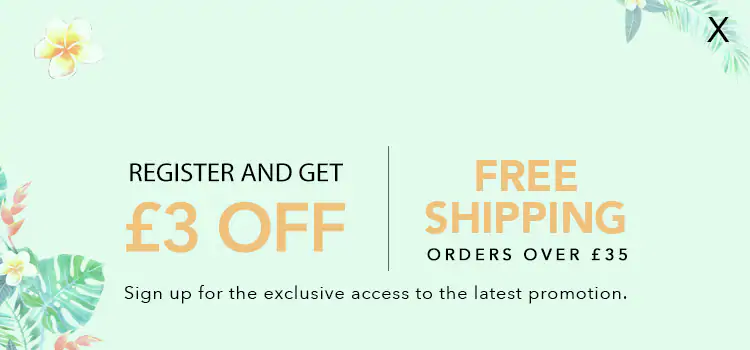 X
REGISTER AND GET
£3 OFF
FREE
SHIPPING
ORDERS OVER £35
Sign up for the exclusive access to the latest promotion.